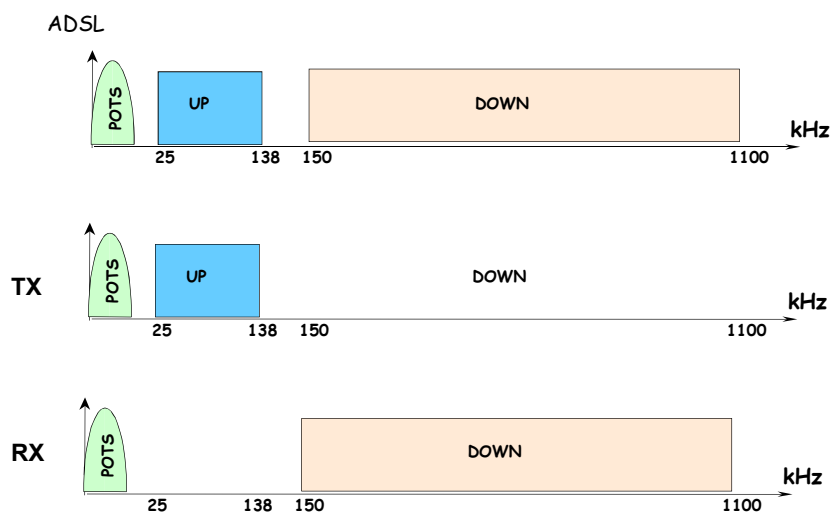 ADSL
POTS
UP
DOWN
kHz
25 138 150 1100
TX
POTS
UP
DOWN
kHz
25 138 150 1100
RX
POTS
DOWN
kHz
25 138 150 1100